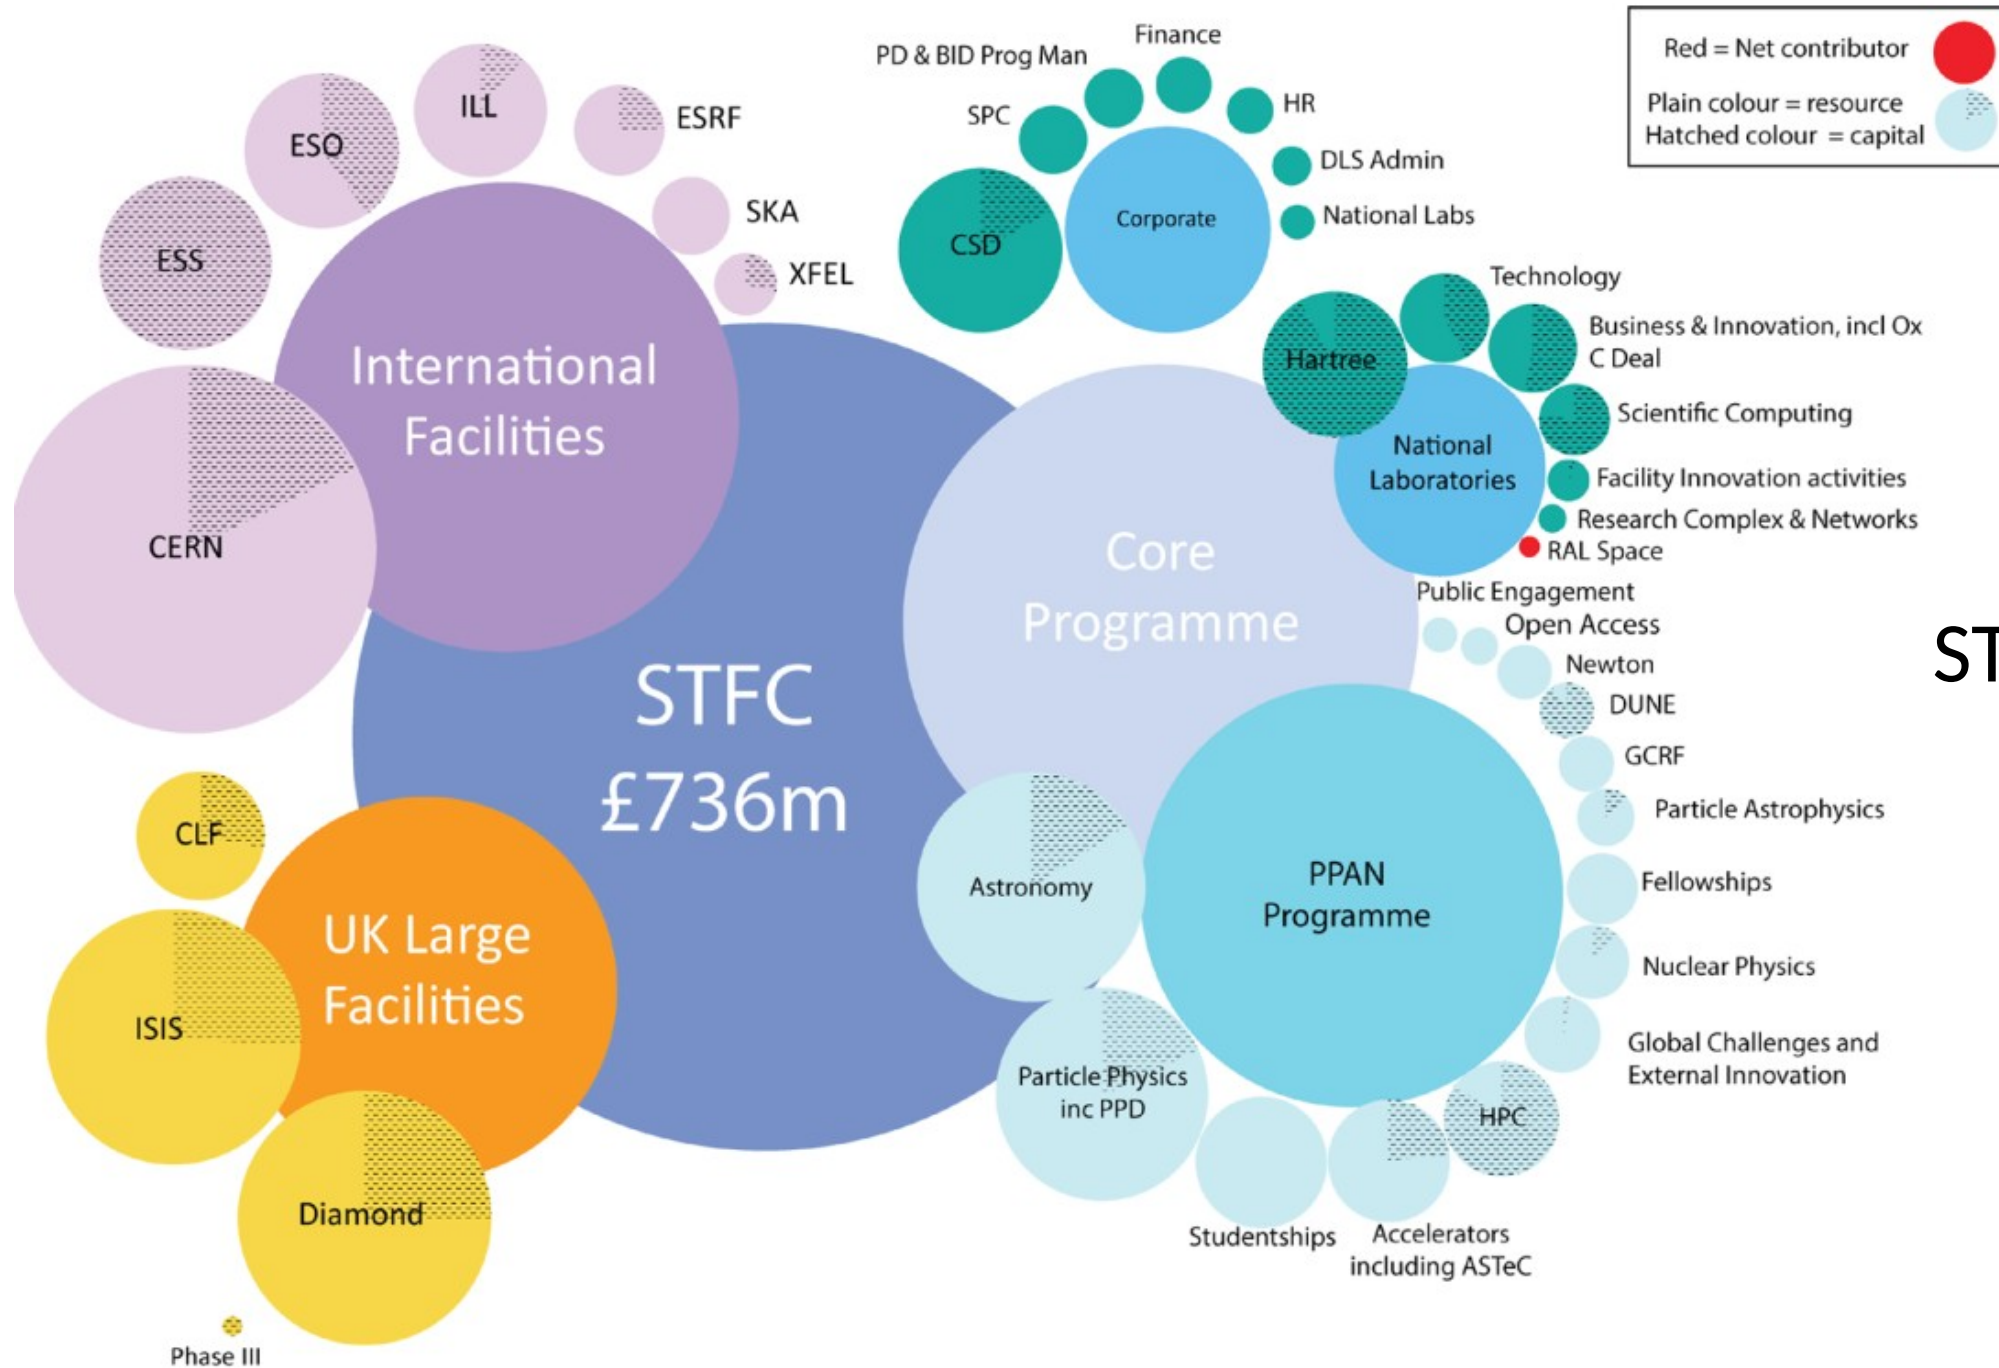 Red = Net contributor
Plain colour = resource
Hatched colour = capital
ILL
ESO
ESRF
ESS
SKA
XFEL
International
Facilities
CERN
PD & BID Prog Man
Finance
SPC
HR
DLS Admin
National Labs
CSD
Corporate
Technology
Business & Innovation, incl Ox
C Deal
Hartree
Scientific Computing
National
Laboratories
Facility Innovation activities
Research Complex & Networks
RAL Space
Core
Programme
Public Engagement
Open Access
Newton
DUNE
GCRF
Particle Astrophysics
Fellowships
Nuclear Physics
Global Challenges and
External Innovation
HPC
Accelerators
including ASTeC
Studentships
Particle Physics
inc PPD
Astronomy
PPAN
Programme
STFC
£736m
ST
CLF
UK Large
Facilities
ISIS
Diamond
Phase III